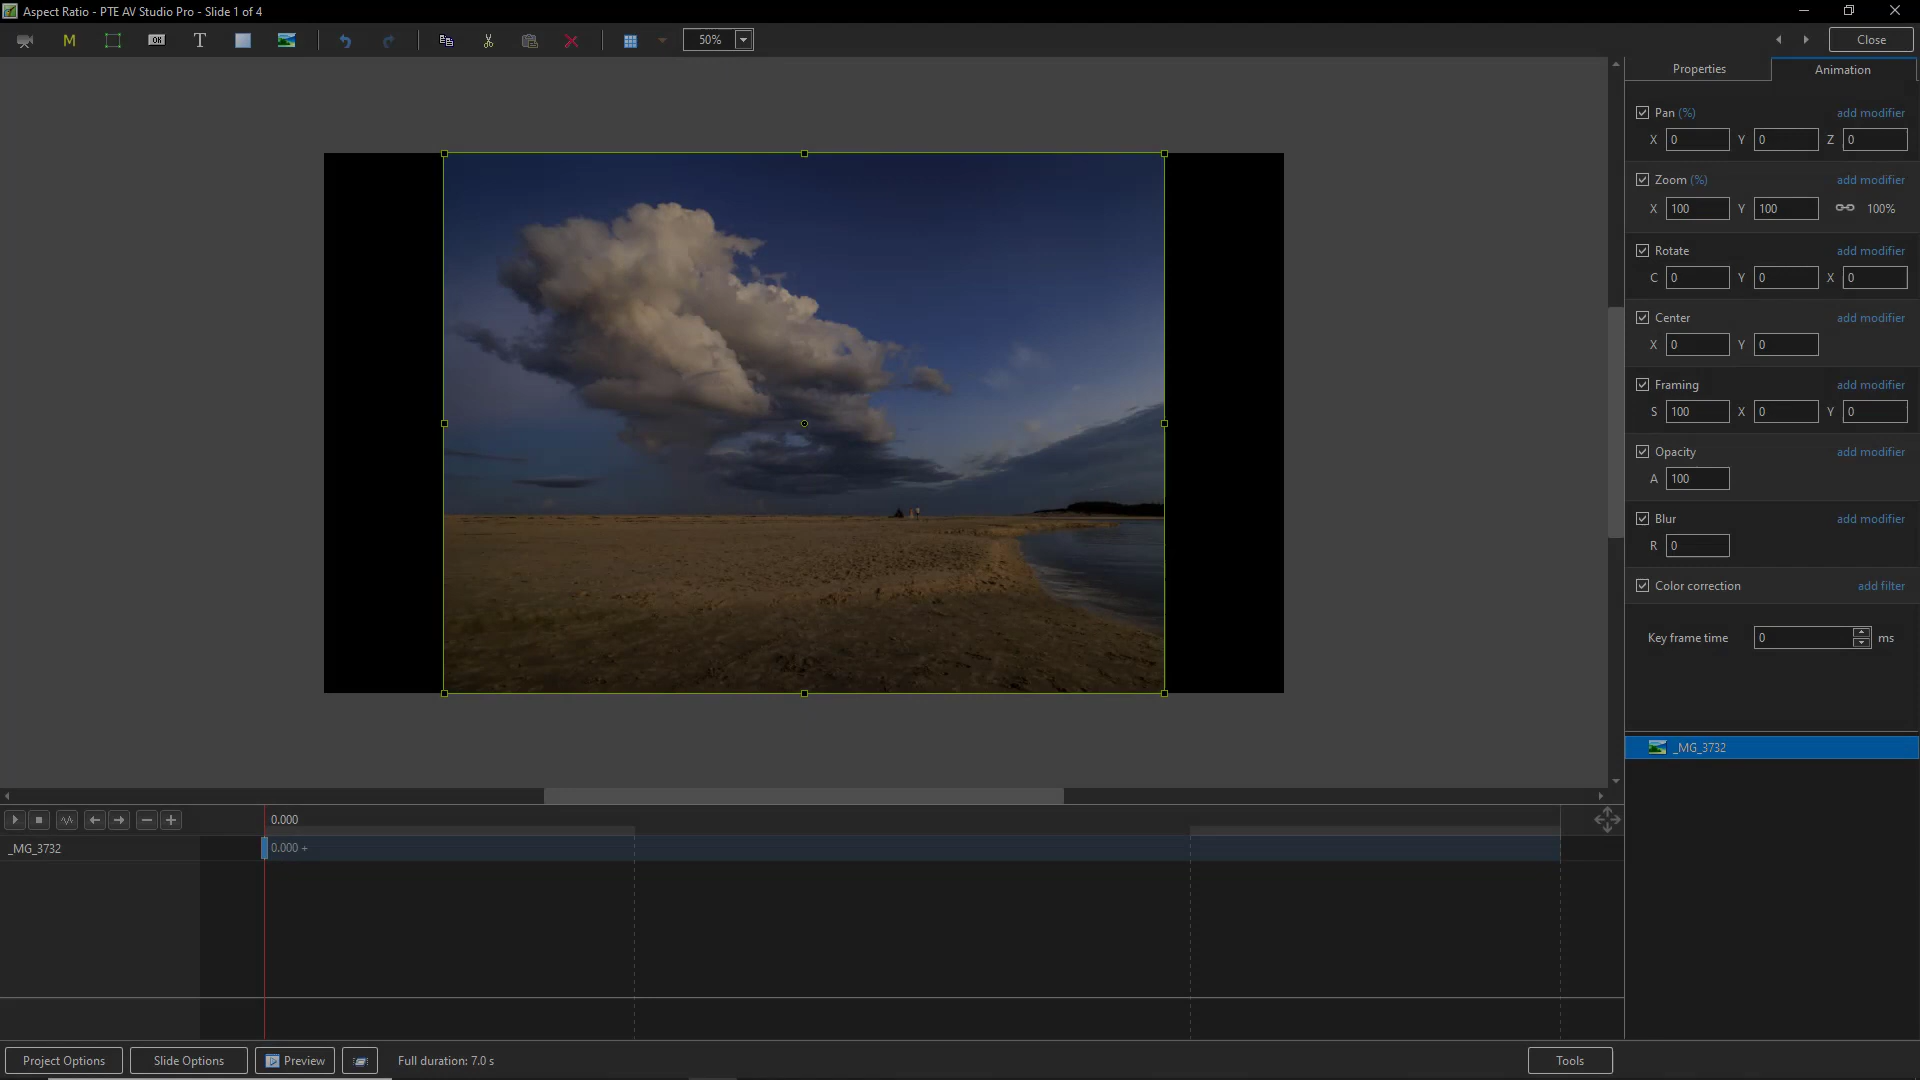 Aspect Ratio - PTE AV Studio Pro - Slide 1 of 4
M
OK
T
50%
Close
Properties
Animation
Pan (%)
add modifier
X 0 Y 0 Z 0
Zoom (%)
add modifier
X 100 Y 100 100%
Rotate
add modifier
C 0 Y 0 X 0
Center
add modifier
X 0 Y 0
Framing
add modifier
S 100 X 0 Y 0
Opacity
add modifier
A 100
Blur
add modifier
R 0
Color correction
add filter
Key frame time 0 ms
_MG_3732
0.000
_MG_3732
0.000 +
Project Options
Slide Options
Preview
Full duration: 7.0 s
Tools